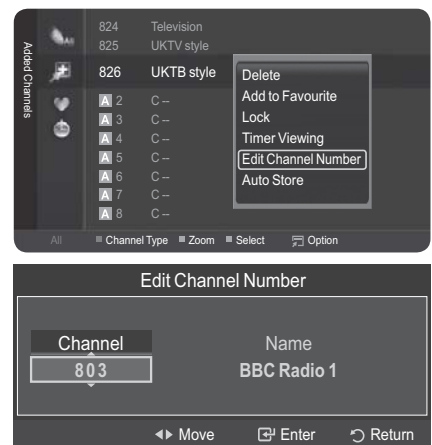 Added Channels
All
824 Television
825 UKTV style
826 UKTB style
A 2 C --
A 3 C --
A 4 C --
A 5 C --
A 6 C --
A 7 C --
A 8 C --
Delete
Add to Favourite
Lock
Timer Viewing
Edit Channel Number
Auto Store
All Channel Type Zoom Select Option
Edit Channel Number
Channel Name
803 BBC Radio 1
Move Enter Return